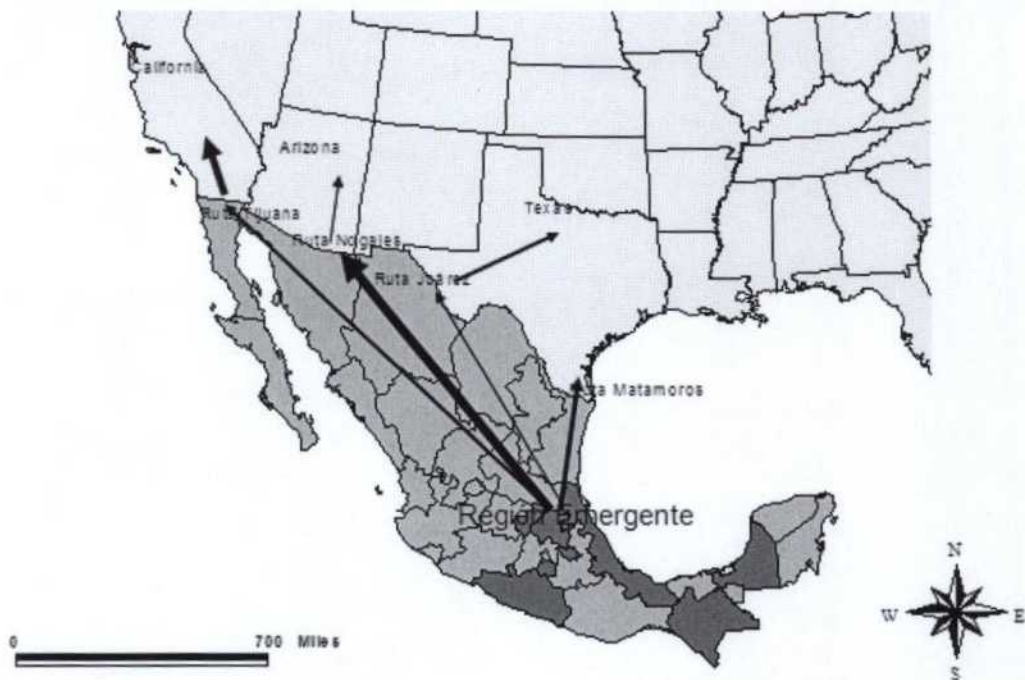 California
Arizona
Texas
Ruta Tijuana
Ruta Nogales
Ruta Juárez
Matamoros
Región Emergente
0 700 Miles
N
W E
S